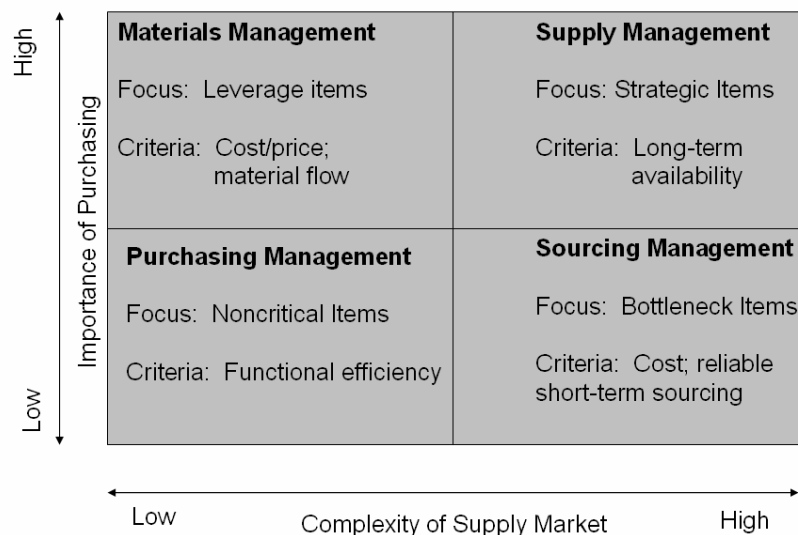 High
Importance of Purchasing
Low
Materials Management
Focus: Leverage items
Criteria: Cost/price;
material flow
Supply Management
Focus: Strategic Items
Criteria: Long-term
availability
Purchasing Management
Focus: Noncritical Items
Criteria: Functional efficiency
Sourcing Management
Focus: Bottleneck Items
Criteria: Cost; reliable
short-term sourcing
Low
Complexity of Supply Market
High